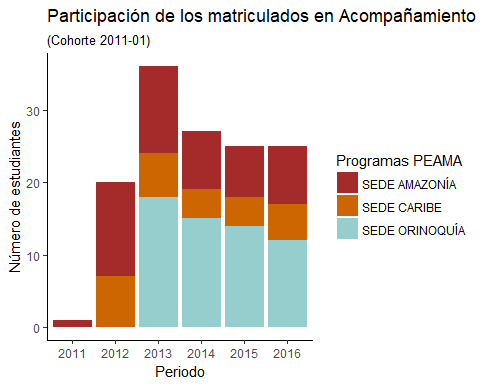 Participación de los matriculados en Acompañamiento
(Cohorte 2011-01)
Número de estudiantes
30
20
10
0
2011 2012 2013 2014 2015 2016
Periodo
Programas PEAMA
SEDE AMAZONÍA
SEDE CARIBE
SEDE ORINOQUÍA